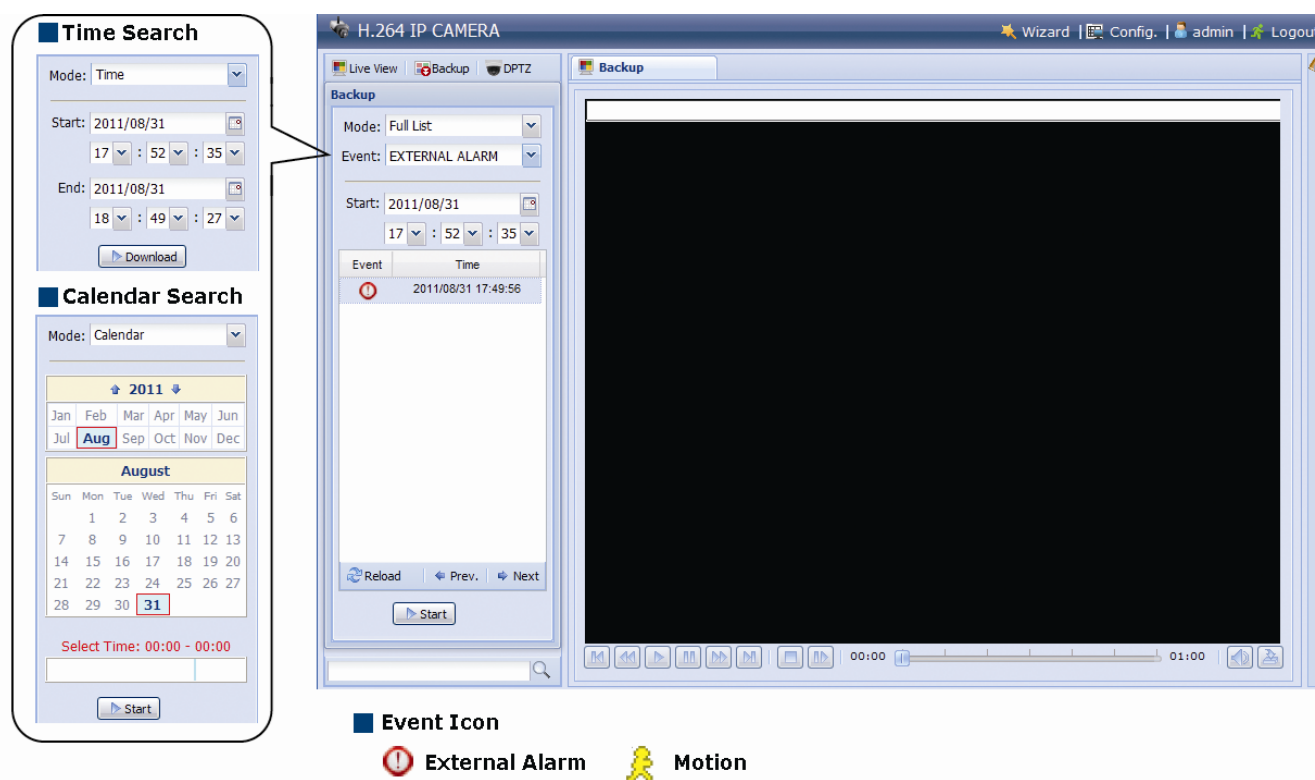 Time Search
Mode: Time
Start: 2011/08/31
17 : 52 : 35
End: 2011/08/31
18 : 49 : 27
Download
Calendar Search
Mode: Calendar
2011
Jan Feb Mar Apr May Jun
Jul Aug Sep Oct Nov Dec
August
Sun Mon Tue Wed Thu Fri Sat
1 2 3 4 5 6
7 8 9 10 11 12 13
14 15 16 17 18 19 20
21 22 23 24 25 26 27
28 29 30 31
Select Time: 00:00 - 00:00
Start
H.264 IP CAMERA
Wizard | Config. | admin | Logout
Live View Backup DPTZ
Backup
Mode: Full List
Event: EXTERNAL ALARM
Start: 2011/08/31
17 : 52 : 35
Event Time
2011/08/31 17:49:56
Reload Prev. Next
Start
Backup
00:00 01:00
Event Icon
External Alarm Motion